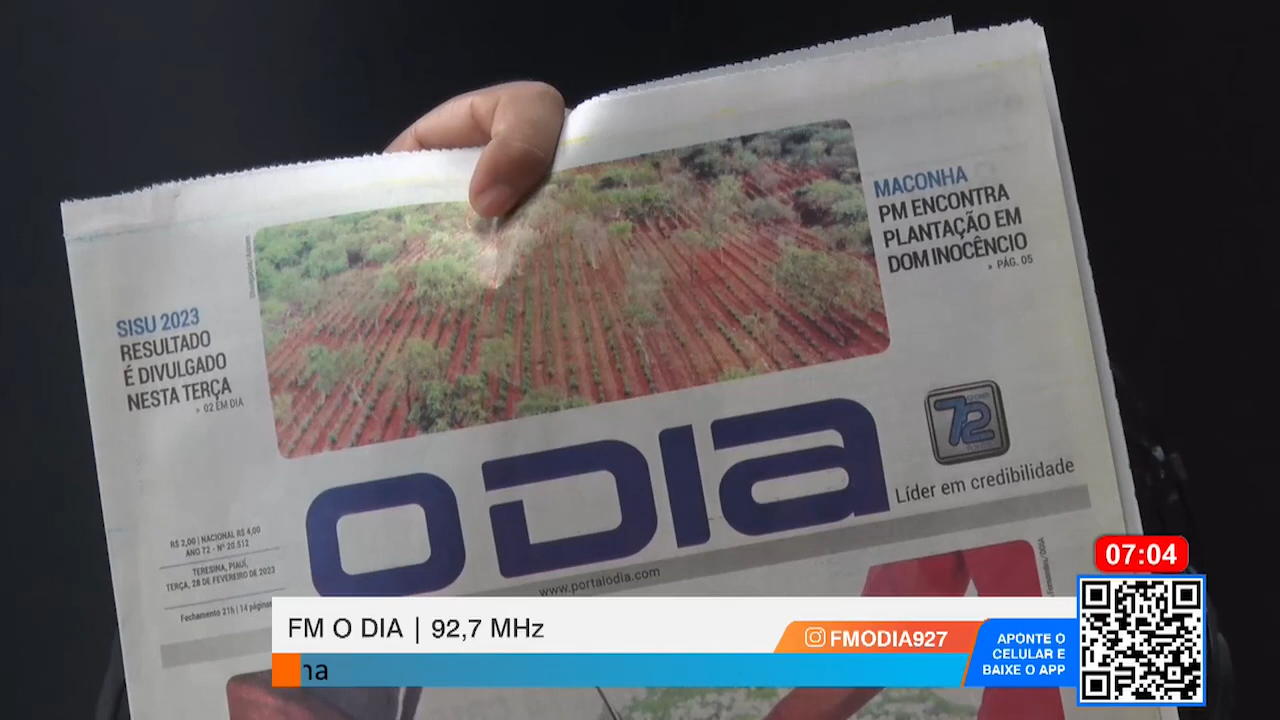 MACONHA
PM ENCONTRA
PLANTAÇÃO EM
DOM INOCÊNCIO
» PÁG. 05
SISU 2023
RESULTADO
É DIVULGADO
NESTA TERÇA
» 02 EM DIA
O DIA
72
Líder em credibilidade
R$ 2,00 | NACIONAL R$ 4,00
ANO 72 - Nº 20.512
TERESINA, PIAUÍ,
TERÇA, 28 DE FEVEREIRO DE 2023
Fechamento 21h | 14 páginas
www.portalodia.com
07:04
FM O DIA | 92,7 MHz
FMODIA927
APONTE O
CELULAR E
BAIXE O APP
na